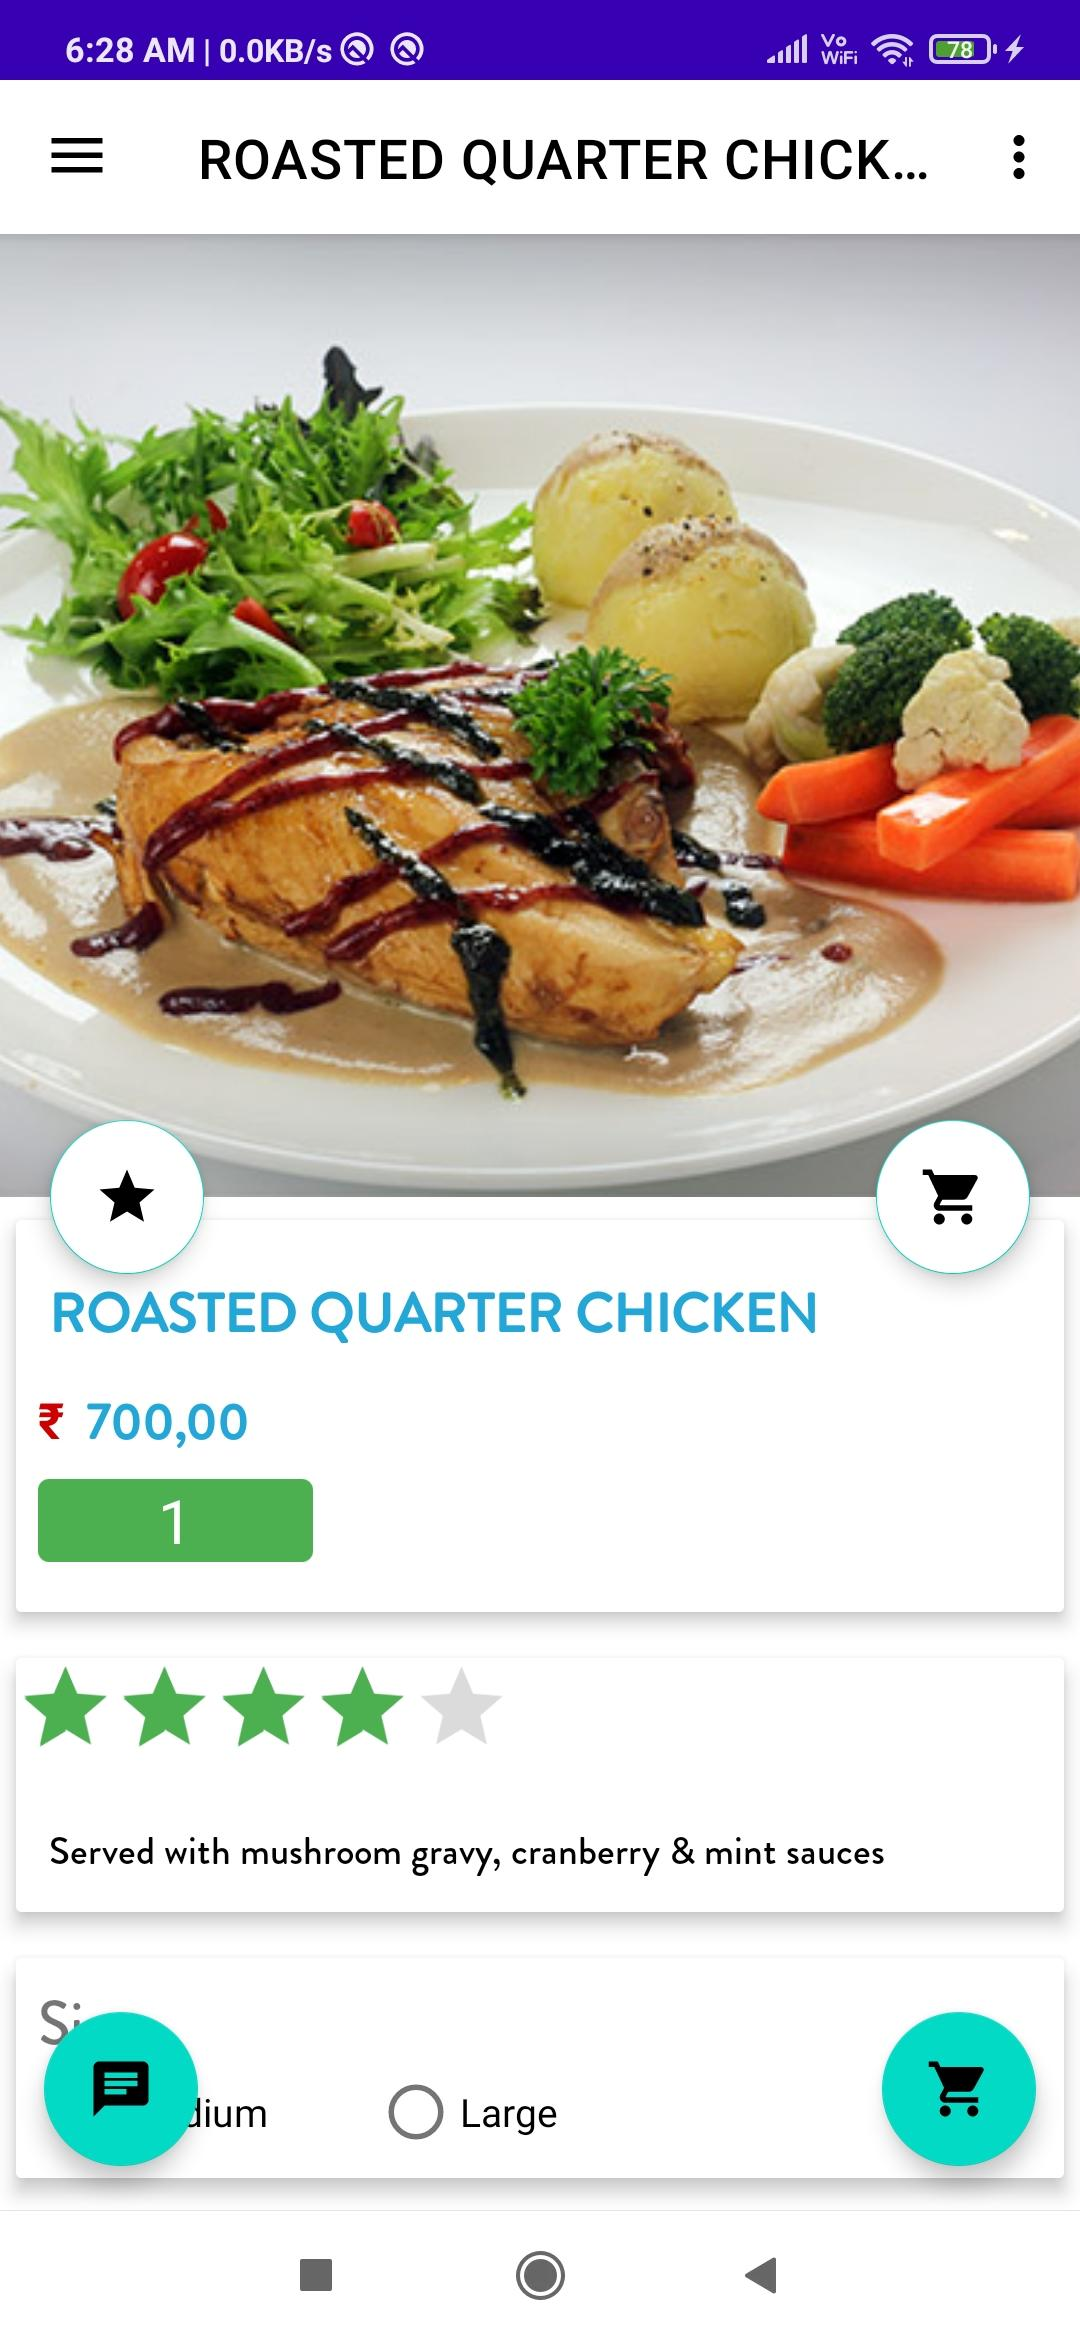 6:28 AM | 0.0KB/s
Vo
WiFi
78
ROASTED QUARTER CHICK...
ROASTED QUARTER CHICKEN
₹ 700,00
1
Served with mushroom gravy, cranberry & mint sauces
Large